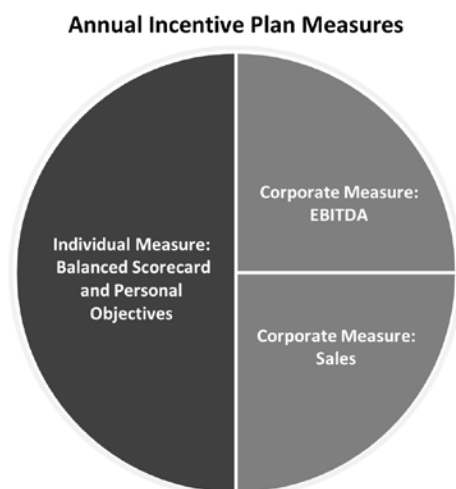 Annual Incentive Plan Measures
Corporate Measure:
EBITDA
Individual Measure:
Balanced Scorecard
and Personal
Objectives
Corporate Measure:
Sales